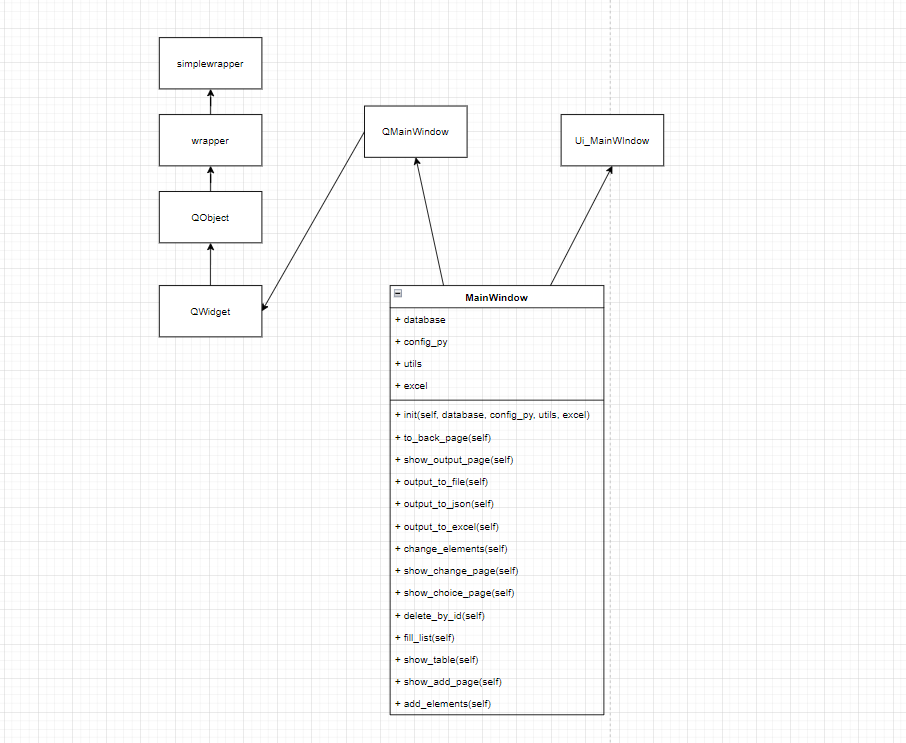 simplewrapper
wrapper
QObject
QWidget
QMainWindow
Ui_MainWIndow
MainWindow
+ database
+ config_py
+ utils
+ excel
+ init(self, database, config_py, utils, excel)
+ to_back_page(self)
+ show_output_page(self)
+ output_to_file(self)
+ output_to_json(self)
+ output_to_excel(self)
+ change_elements(self)
+ show_change_page(self)
+ show_choice_page(self)
+ delete_by_id(self)
+ fill_list(self)
+ show_table(self)
+ show_add_page(self)
+ add_elements(self)